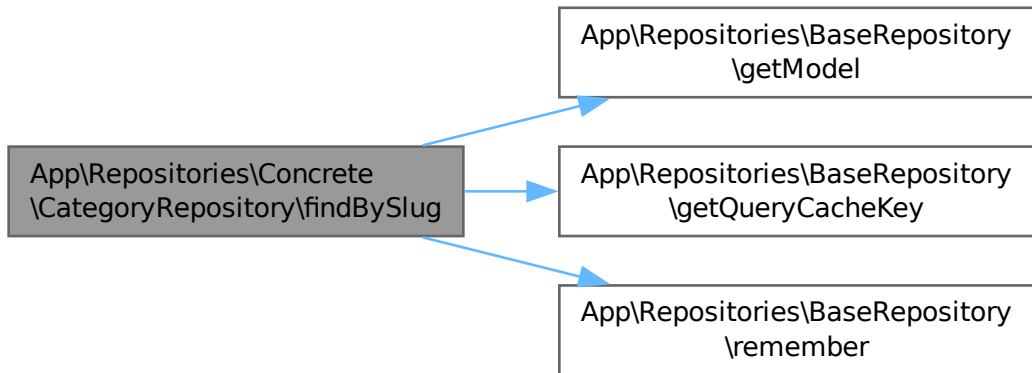 App\Repositories\BaseRepository
\getModel
App\Repositories\Concrete
\CategoryRepository\findBySlug
App\Repositories\BaseRepository
\getQueryCacheKey
App\Repositories\BaseRepository
\remember